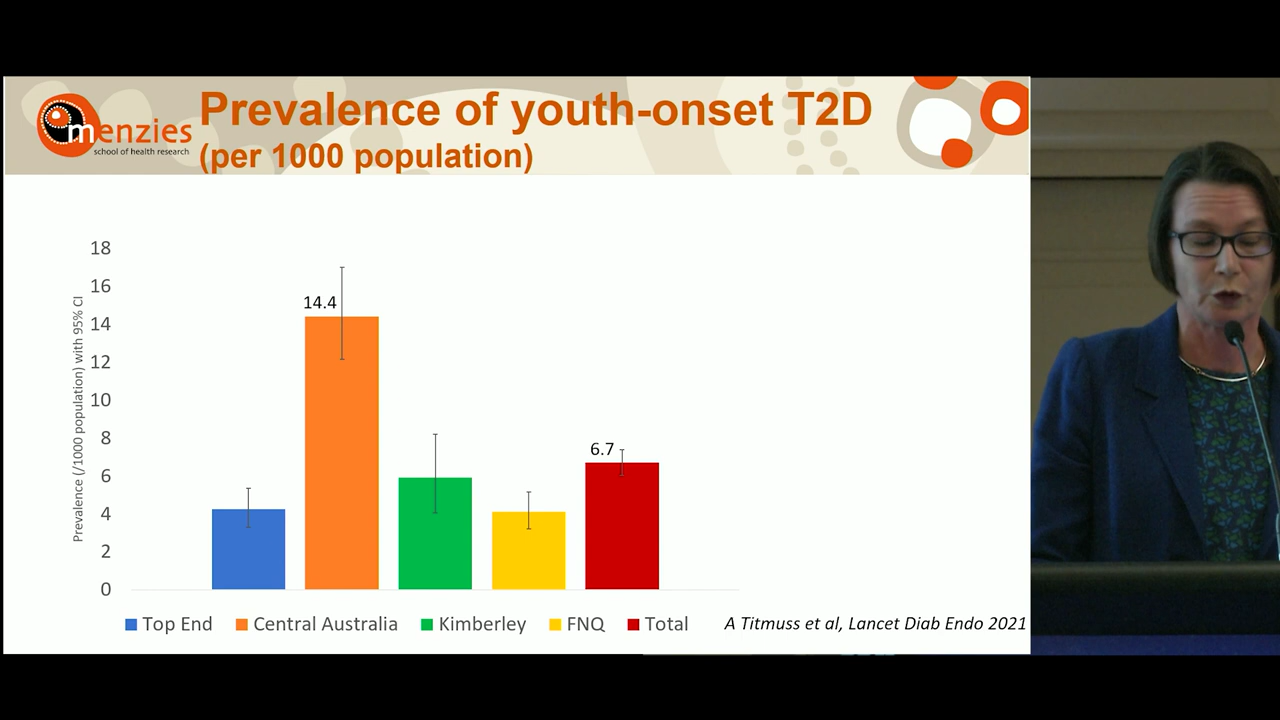 menzies
school of health research
Prevalence of youth-onset T2D
(per 1000 population)
Prevalence (/1000 population) with 95% CI
18
16
14
12
10
8
6
4
2
0
14.4
6.7
Top End Central Australia Kimberley FNQ Total
A Titmuss et al, Lancet Diab Endo 2021